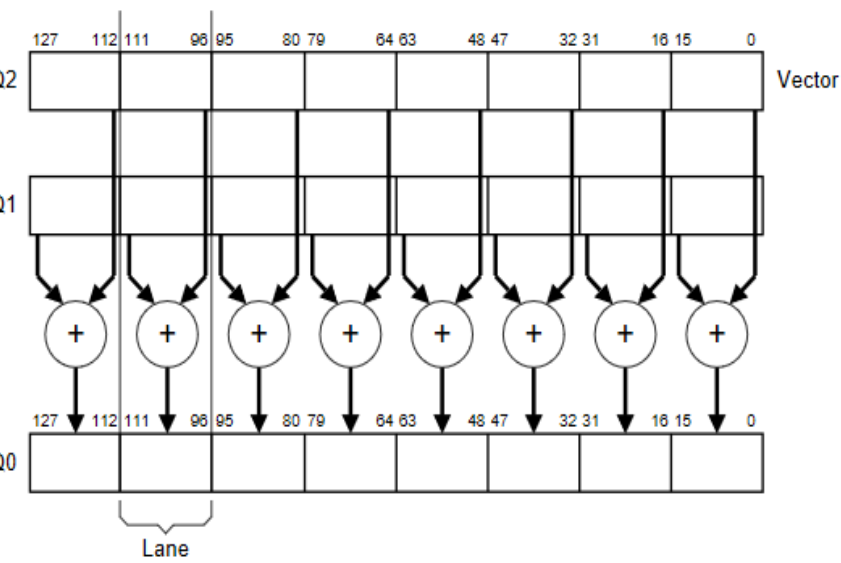 127 112 111 96 95 80 79 64 63 48 47 32 31 16 15 0
Q2 Vector
Q1
+ + + + + + + +
127 112 111 96 95 80 79 64 63 48 47 32 31 16 15 0
Q0
Lane